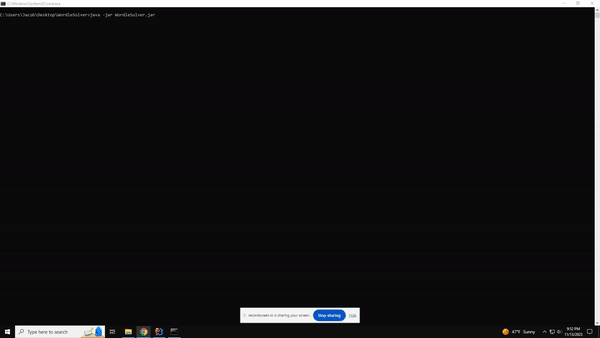 C:\Windows\System32\cmd.exe
C:\Users\Jacob\Desktop\WordleSolver>java -jar WordleSolver.jar
recordscreen.io is sharing your screen. Stop sharing Hide
Type here to search
47°F Sunny
9:52 PM
11/13/2023